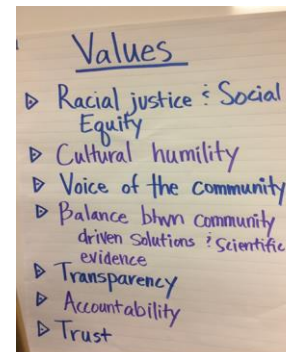 Values
▷ Racial justice & Social
Equity
▷ Cultural humility
▷ Voice of the community
▷ Balance btwn community
driven solutions & Scientific
evidence
▷ Transparency
▷ Accountability
▷ Trust